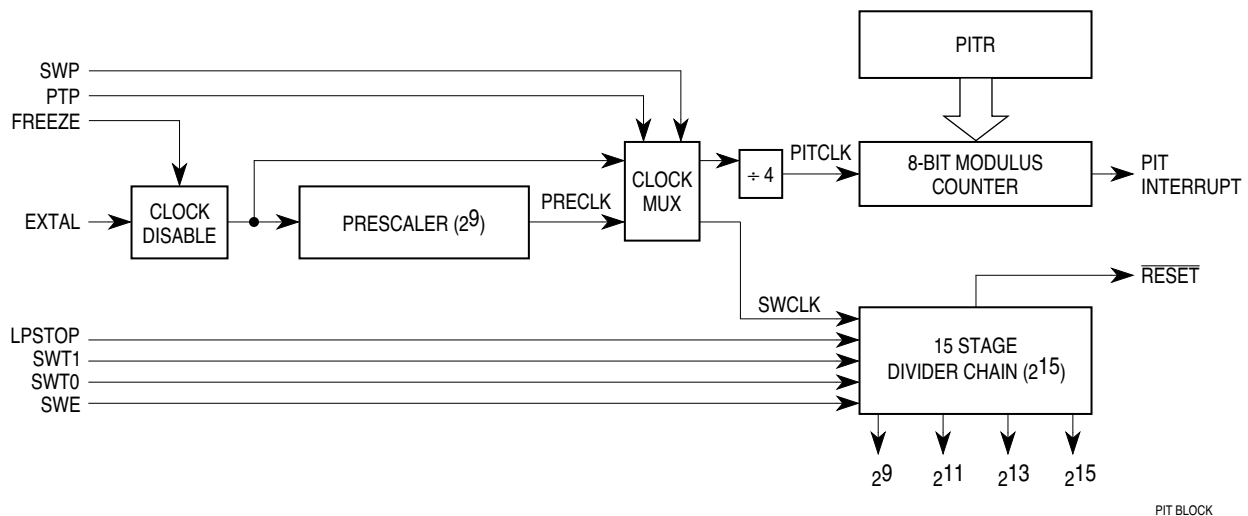 PITR
SWP
PTP
FREEZE
EXTAL
CLOCK
DISABLE
PRESCALER (2⁹)
PRECLK
CLOCK
MUX
÷ 4
PITCLK
8-BIT MODULUS
COUNTER
PIT
INTERRUPT
RESET
SWCLK
LPSTOP
SWT1
SWT0
SWE
15 STAGE
DIVIDER CHAIN (2¹⁵)
2⁹ 2¹¹ 2¹³ 2¹⁵
PIT BLOCK